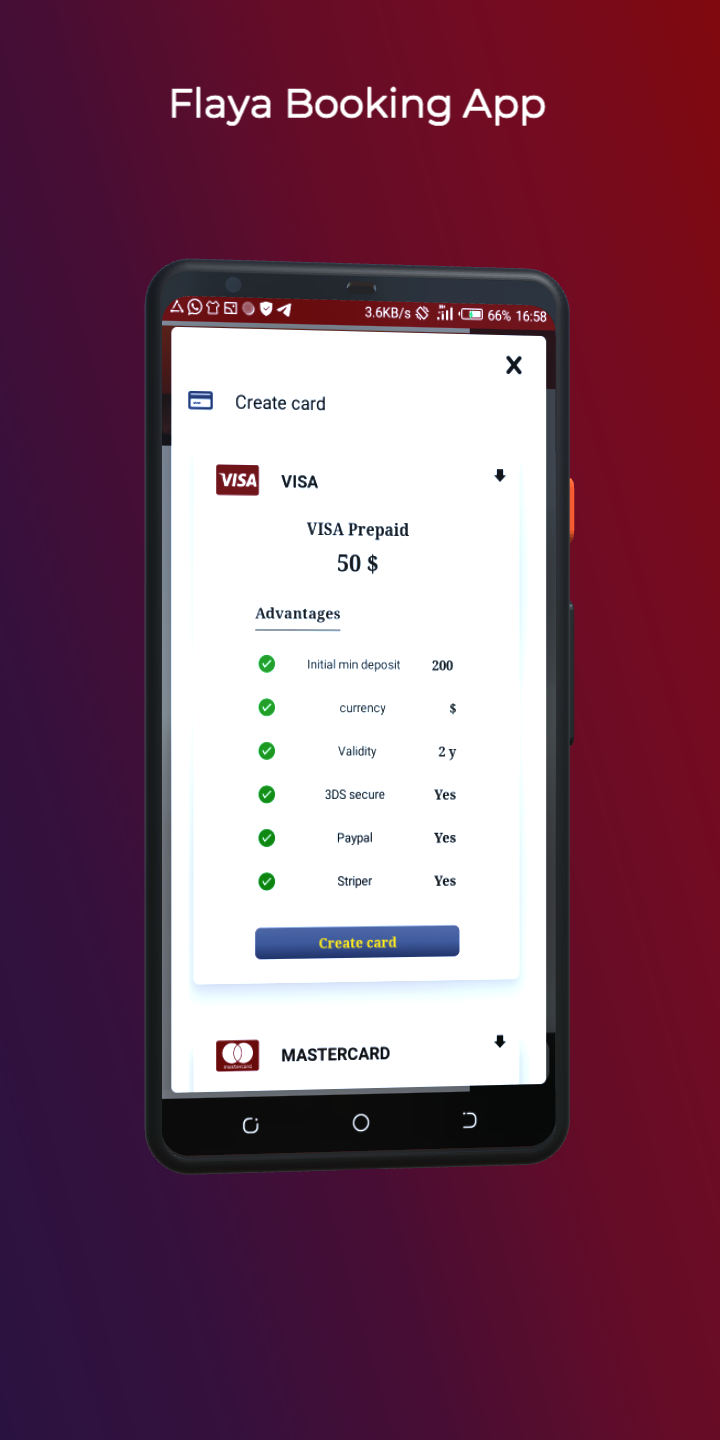 Flaya Booking App
3.6KB/s 66% 16:58
X
Create card
VISA VISA
VISA Prepaid
50 $
Advantages
Initial min deposit 200
currency $
Validity 2 y
3DS secure Yes
Paypal Yes
Striper Yes
Create card
MASTERCARD
mastercard